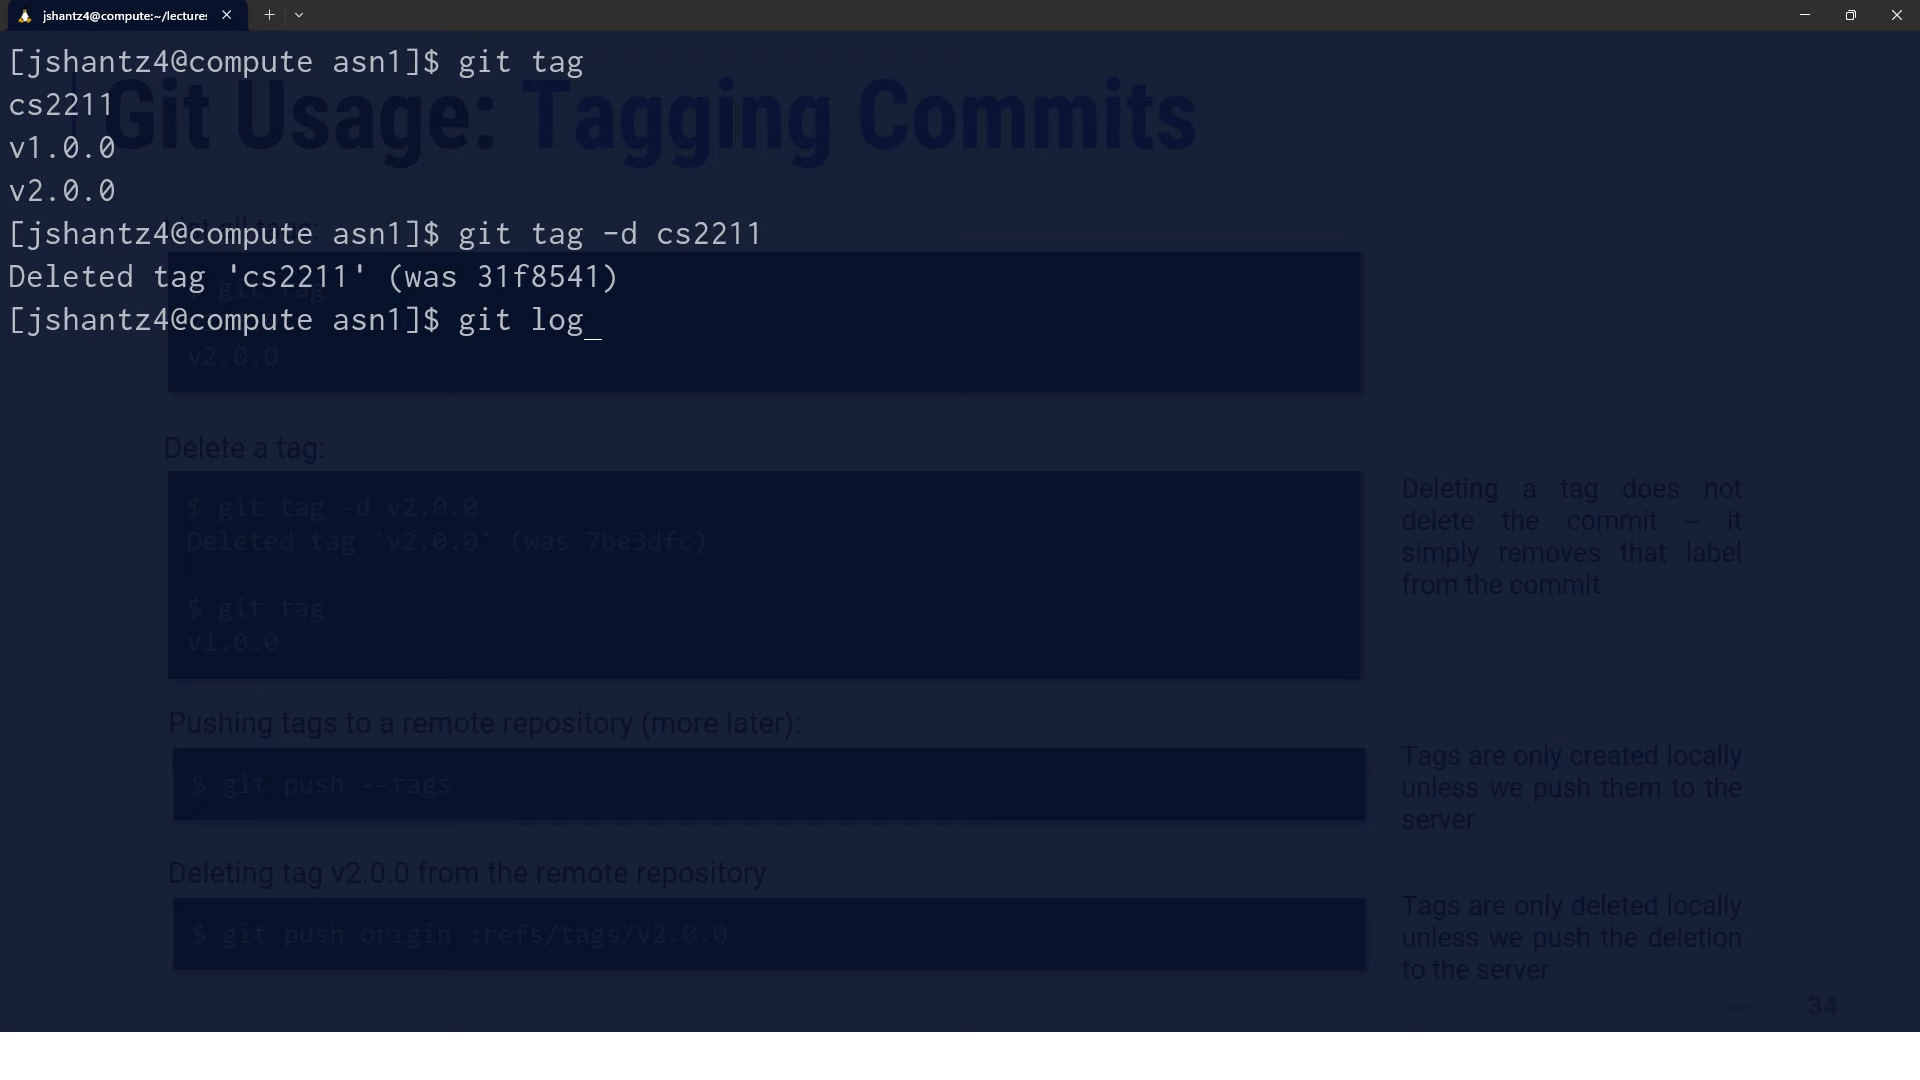 jshantz4@compute:~/lectures
[jshantz4@compute asn1]$ git tag
cs2211
v1.0.0
v2.0.0
[jshantz4@compute asn1]$ git tag -d cs2211
Deleted tag 'cs2211' (was 31f8541)
[jshantz4@compute asn1]$ git log_
Git Usage: Tagging Commits
$ git tag
v2.0.0
Delete a tag:
$ git tag -d v2.0.0
Deleted tag 'v2.0.0' (was 7be3dfc)
$ git tag
v1.0.0
Deleting a tag does not
delete the commit – it
simply removes that label
from the commit
Pushing tags to a remote repository (more later):
$ git push --tags
Tags are only created locally
unless we push them to the
server
Deleting tag v2.0.0 from the remote repository
$ git push origin :refs/tags/v2.0.0
Tags are only deleted locally
unless we push the deletion
to the server
34